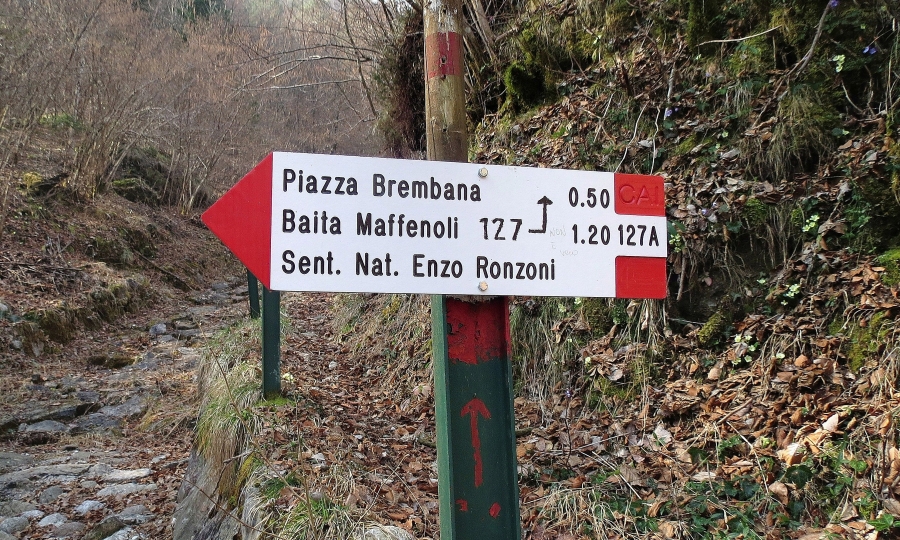 Piazza Brembana 0.50 CAI
Baita Maffenoli 127 1.20 127A
Sent. Nat. Enzo Ronzoni